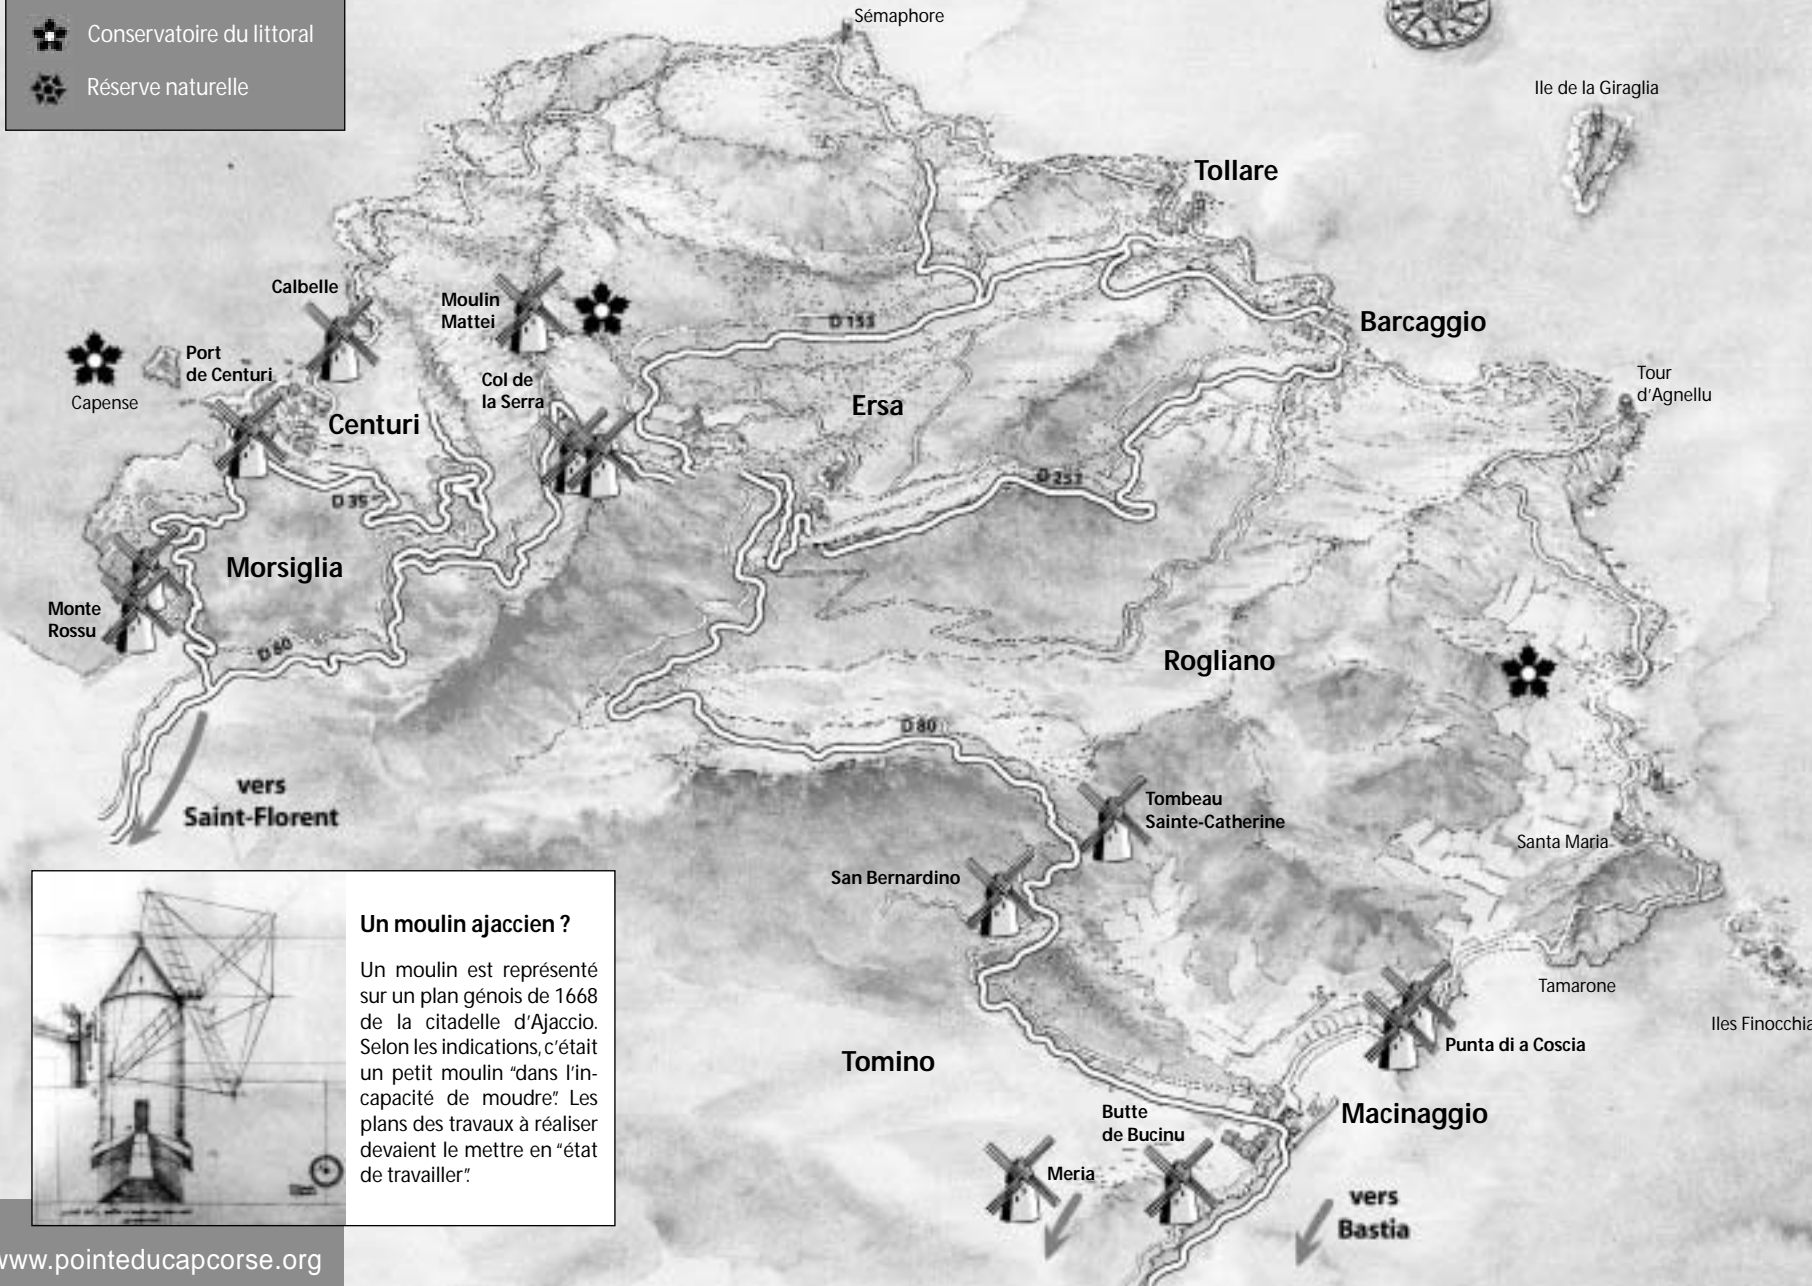 Conservatoire du littoral
Réserve naturelle
Sémaphore
Ile de la Giraglia
Tollare
Calbelle
Moulin
Mattei
D 153
Barcaggio
Port
de Centuri
Capense
Col de
la Serra
Centuri
Ersa
Tour
d'Agnellu
D 35
D 257
Morsiglia
Monte
Rossu
D 80
Rogliano
D 80
vers
Saint-Florent
Tombeau
Sainte-Catherine
Santa Maria
San Bernardino
Tamarone
Iles Finocchia
Punta di a Coscia
Tomino
Macinaggio
Butte
de Bucinu
Meria
vers
Bastia
Un moulin ajaccien ?
Un moulin est représenté
sur un plan génois de 1668
de la citadelle d'Ajaccio.
Selon les indications, c'était
un petit moulin "dans l'in-
capacité de moudre". Les
plans des travaux à réaliser
devaient le mettre en "état
de travailler".
www.pointeducapcorse.org